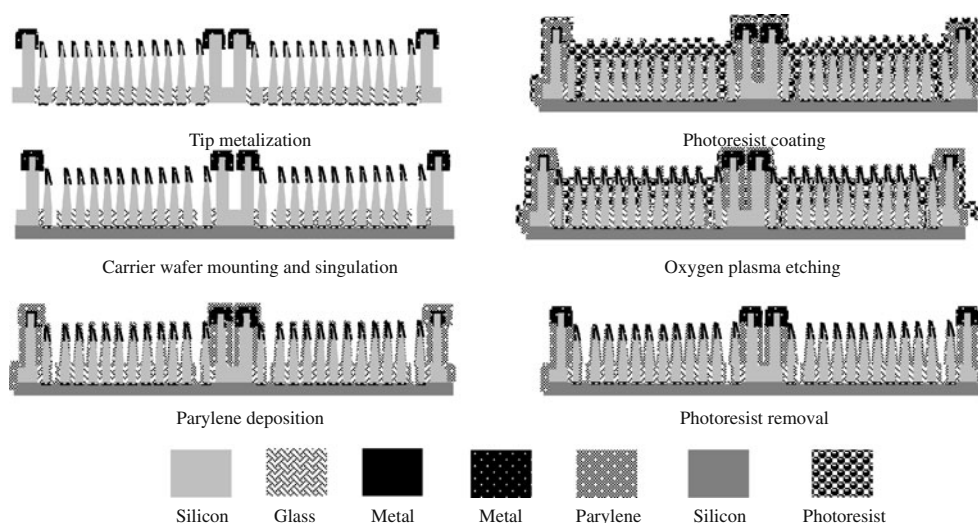 Tip metalization
Photoresist coating
Carrier wafer mounting and singulation
Oxygen plasma etching
Parylene deposition
Photoresist removal
Silicon Glass Metal Metal Parylene Silicon Photoresist